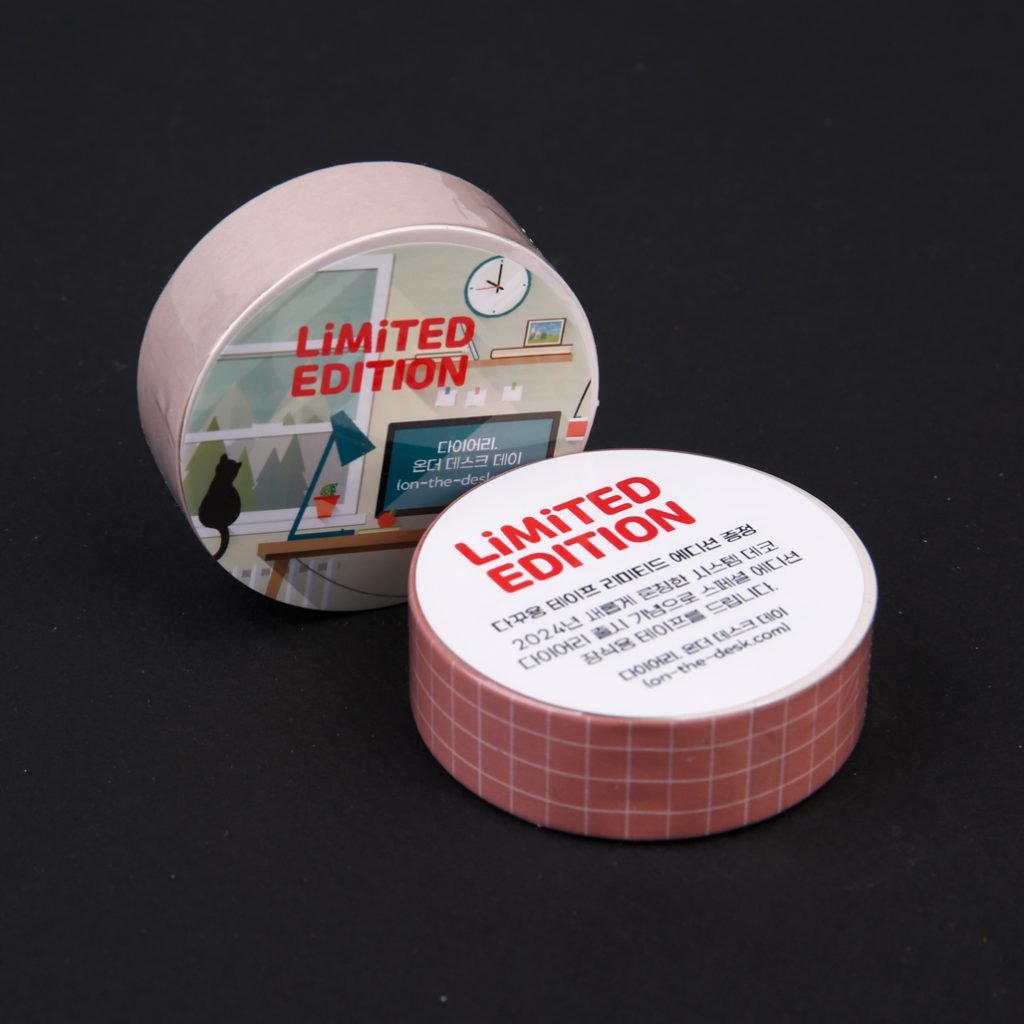 LiMiTED
EDITION
다이어리.
온더 데스크 데이
(on-the-desk
LiMiTED
EDITION
다꾸용 테이프 리미티드 에디션 증정
2024년 새롭게 론칭한 시스템 데코
다이어리 출시 기념으로 스페셜 에디션
장식용 테이프를 드립니다.
다이어리. 온더 데스크 데이
(on-the-desk.com)